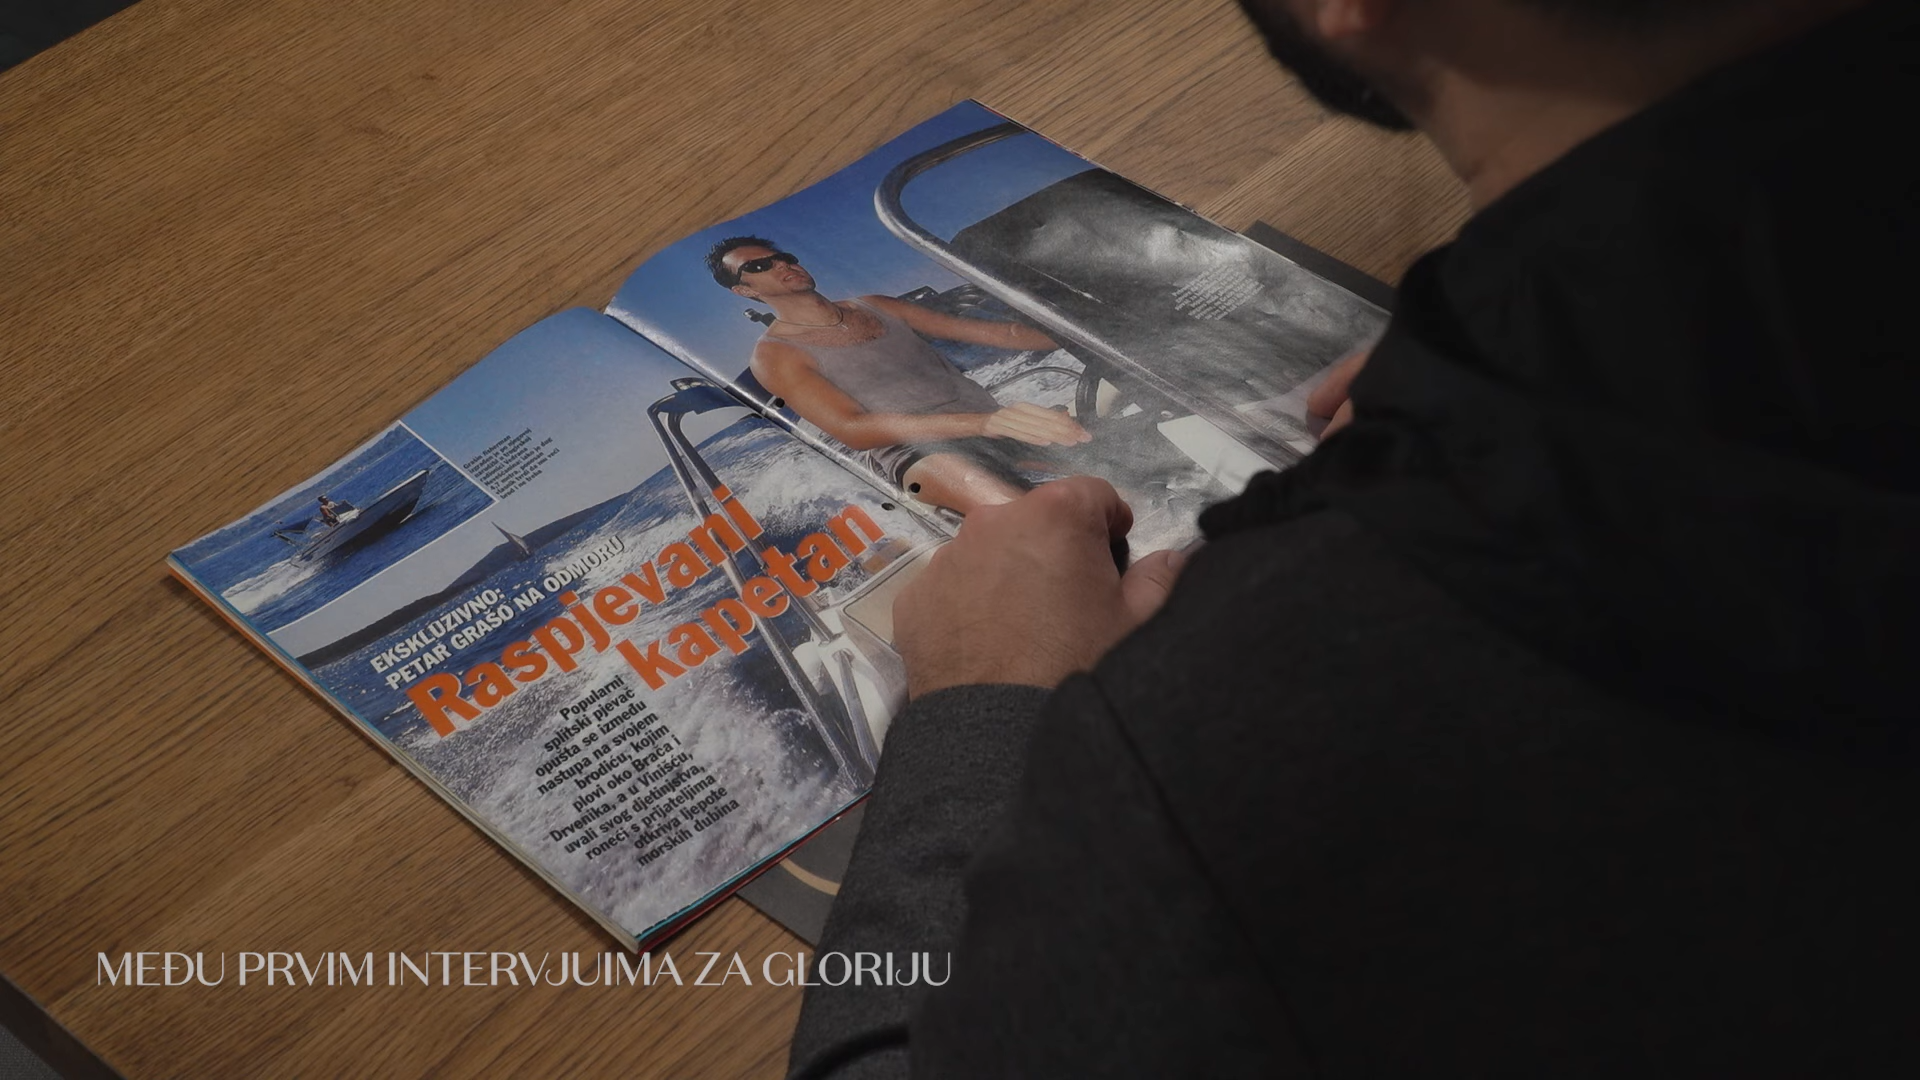 EKSKLUZIVNO:
PETAR GRAŠO NA ODMORU
Raspjevani
kapetan
Popularni
splitski pjevač
opušta se između
nastupa na svojem
brodiću, kojim
plovi oko Brača i
Drvenika, a u Vinišću,
uvali svog djetinjstva,
roneći s prijateljima
otkriva ljepote
morskih dubina
MEĐU PRVIM INTERVJUIMA ZA GLORIJU